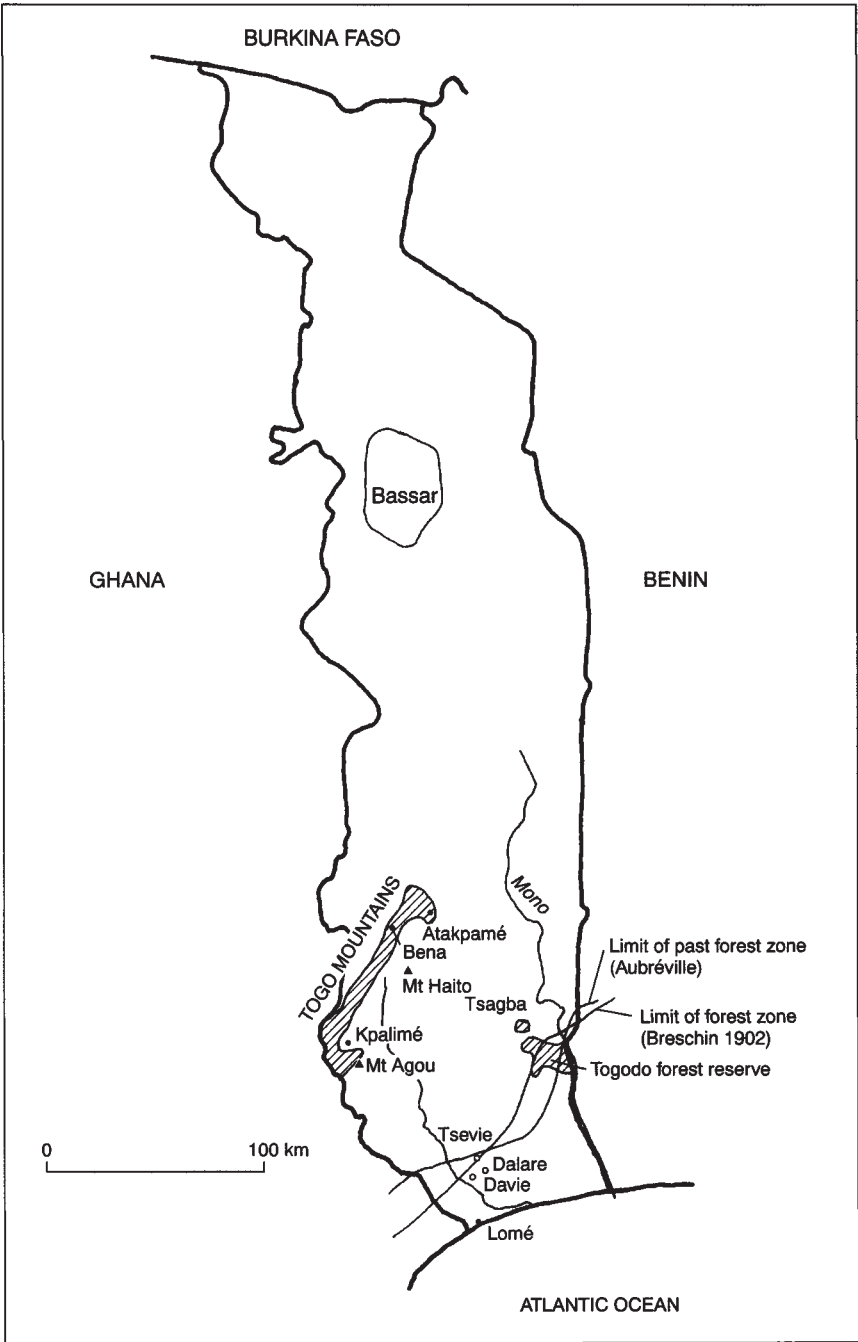 BURKINA FASO
Bassar
GHANA
BENIN
Mono
TOGO MOUNTAINS
Atakpamé
Bena
Mt Haito
Limit of past forest zone
(Aubréville)
Tsagba
Limit of forest zone
(Breschin 1902)
Kpalimé
Mt Agou
Togodo forest reserve
Tsevie
0 100 km
Dalare
Davie
Lomé
ATLANTIC OCEAN